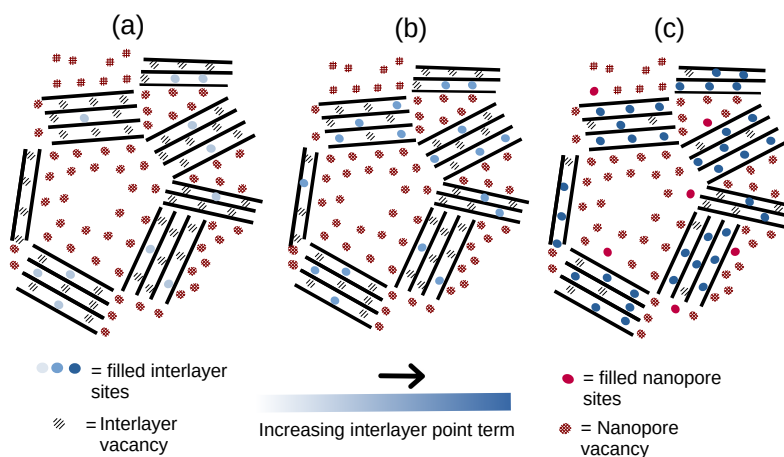 (a)
(b)
(c)
= filled interlayer
sites
= Interlayer
vacancy
Increasing interlayer point term
= filled nanopore
sites
= Nanopore
vacancy